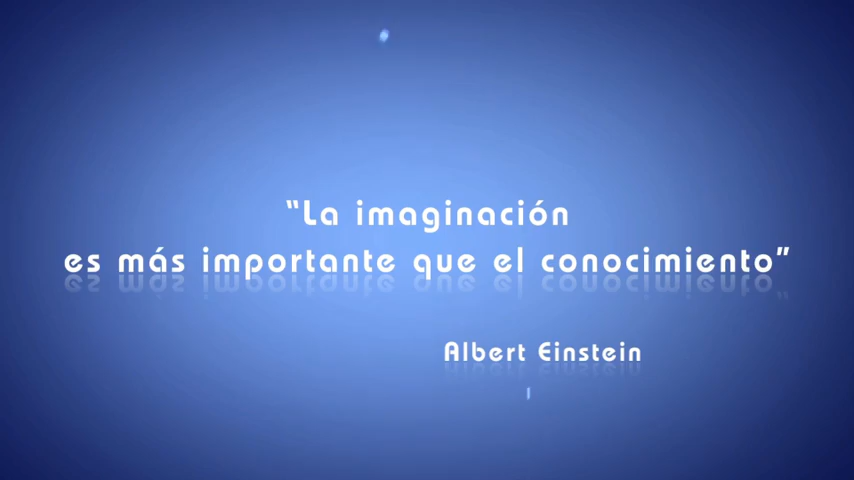 “La imaginación
es más importante que el conocimiento”
Albert Einstein